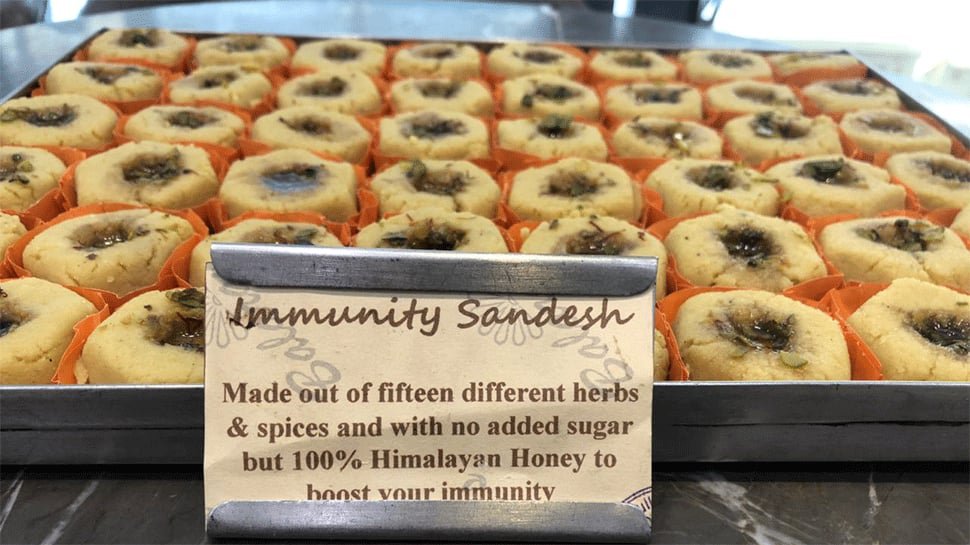 Immunity Sandesh
Made out of fifteen different herbs
& spices and with no added sugar
but 100% Himalayan Honey to
boost your immunity